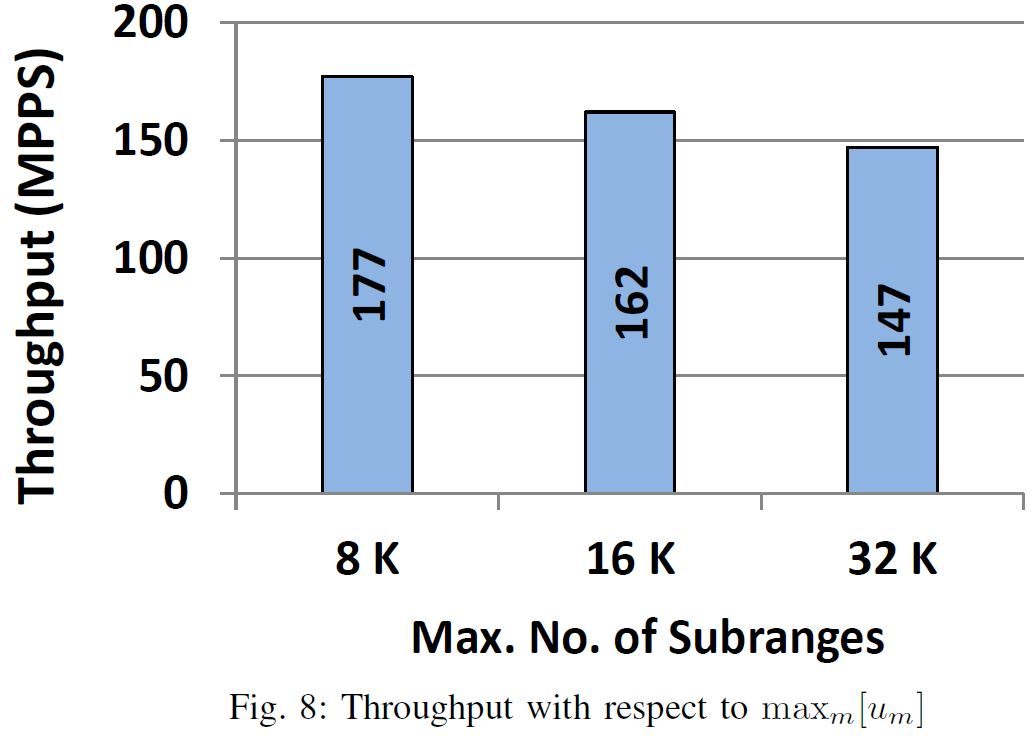 Throughput (MPPS)
200
150
100
50
0
177
162
147
8 K 16 K 32 K
Max. No. of Subranges
Fig. 8: Throughput with respect to maxₘ[uₘ]